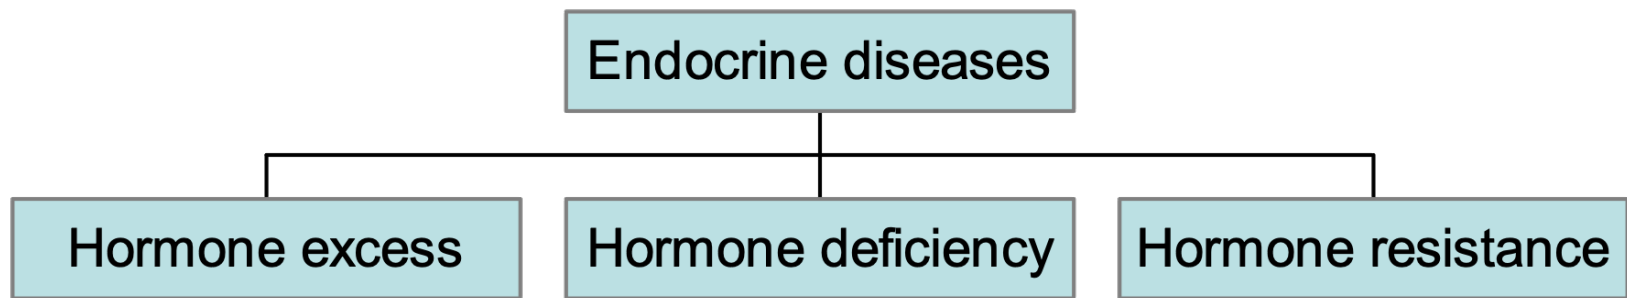 Endocrine diseases
Hormone excess
Hormone deficiency
Hormone resistance